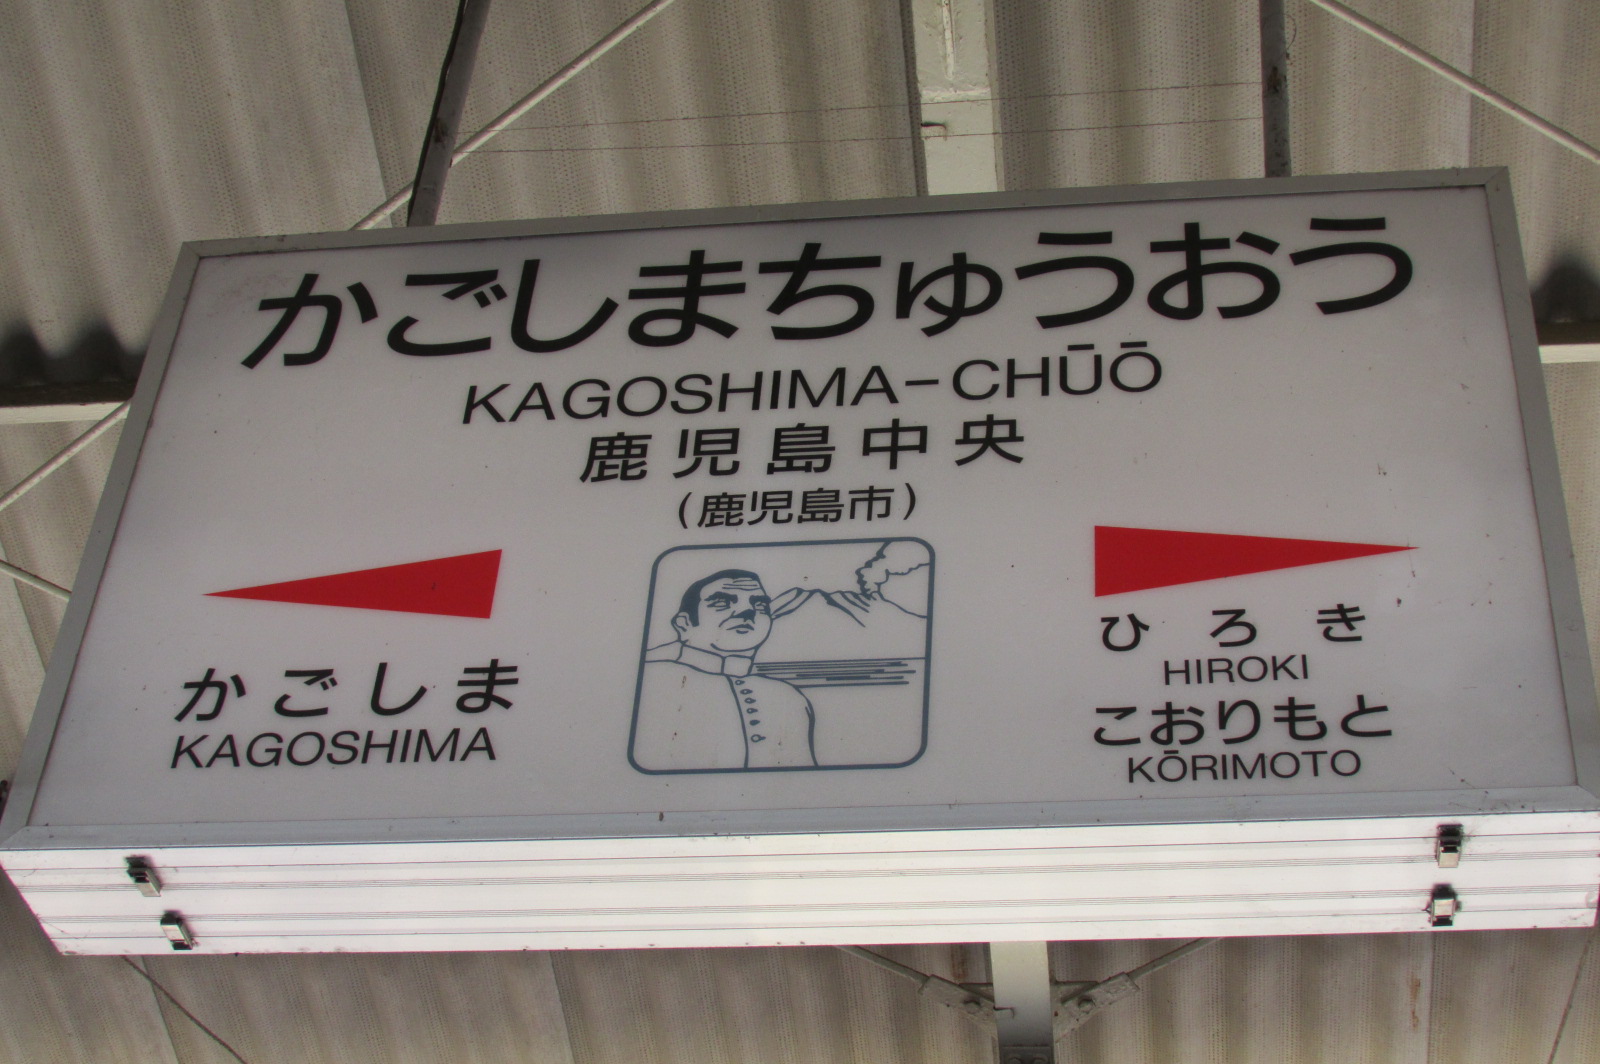 かごしまちゅうおう
KAGOSHIMA-CHŪŌ
鹿児島中央
(鹿児島市)
かごしま
KAGOSHIMA
ひろき
HIROKI
こおりもと
KŌRIMOTO